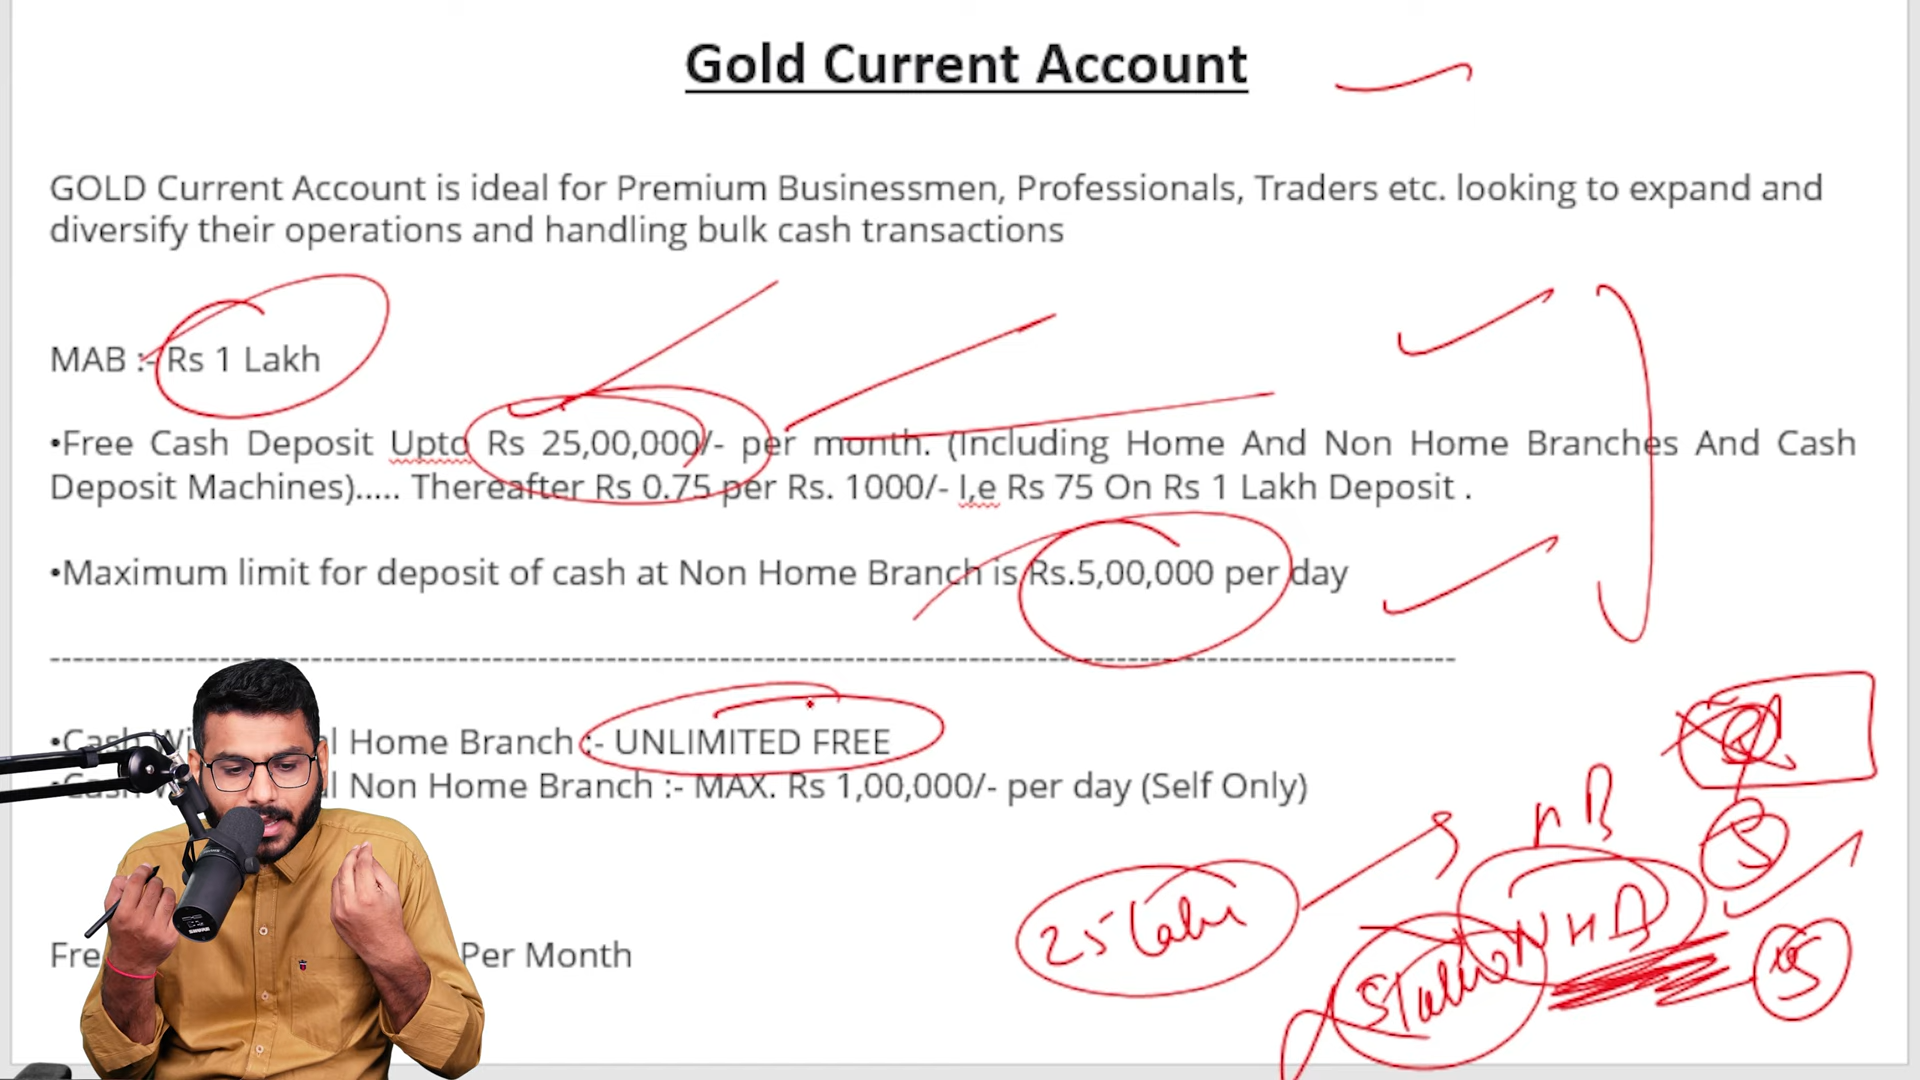 Gold Current Account
GOLD Current Account is ideal for Premium Businessmen, Professionals, Traders etc. looking to expand and
diversify their operations and handling bulk cash transactions
MAB :- Rs 1 Lakh
•Free Cash Deposit Upto Rs 25,00,000/- per month. (Including Home And Non Home Branches And Cash
Deposit Machines)..... Thereafter Rs 0.75 per Rs. 1000/- I,e Rs 75 On Rs 1 Lakh Deposit .
•Maximum limit for deposit of cash at Non Home Branch is Rs.5,00,000 per day
•Cash Home Branch :- UNLIMITED FREE
Non Home Branch :- MAX. Rs 1,00,000/- per day (Self Only)
Per Month
25
5
5